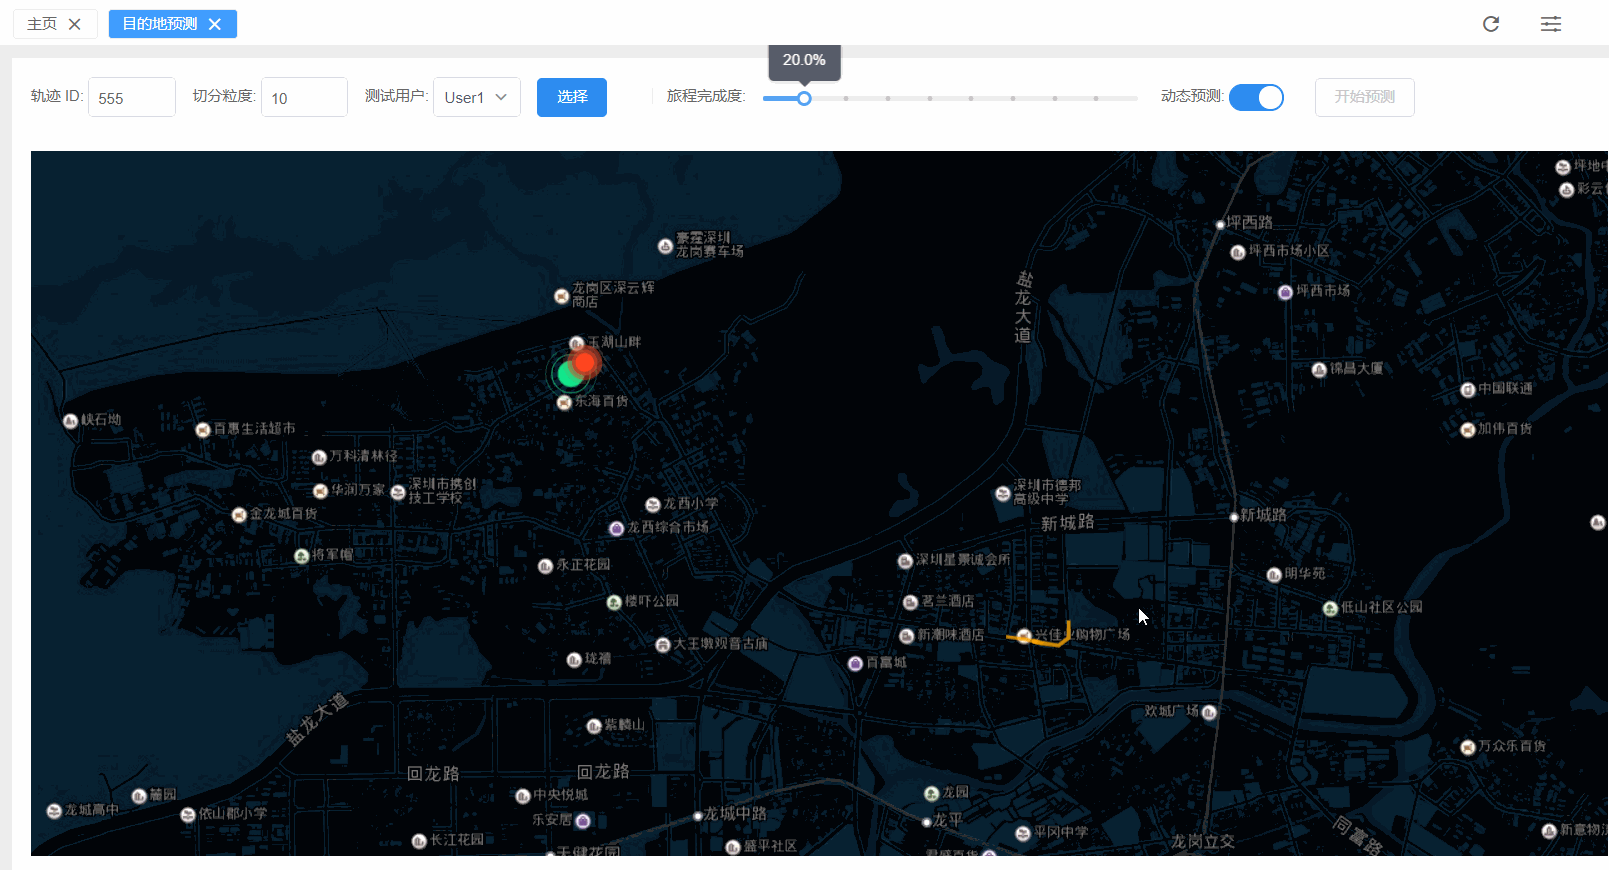 主页
目的地预测
20.0%
轨迹 ID:
555
切分粒度:
10
测试用户:
User1
选择
旅程完成度:
动态预测:
开始预测
豪霆深圳
龙岗赛车场
坪西路
坪西市场小区
龙岗区深云辉
商店
盐龙大道
坪西市场
玉湖山畔
锦昌大厦
中国联通
东海百货
峡石坳
百惠生活超市
加伟百货
万科清林径
华润万家
深圳市携创
技工学校
深圳市德邦
高级中学
龙西小学
金龙城百货
新城路
新城路
龙西综合市场
将军帽
永正花园
深圳星景诚会所
明华苑
楼吓公园
茗兰酒店
低山社区公园
新潮味酒店
兴佳业购物广场
大王墩观音古庙
珑禧
百富城
盐龙大道
欢城广场
紫麟山
万众乐百货
回龙路
回龙路
麓园
中央悦城
龙园
龙城高中
依山郡小学
乐安居
龙城中路
龙平
平冈中学
同富路
长江花园
盛平社区
龙岗立交
天健花园